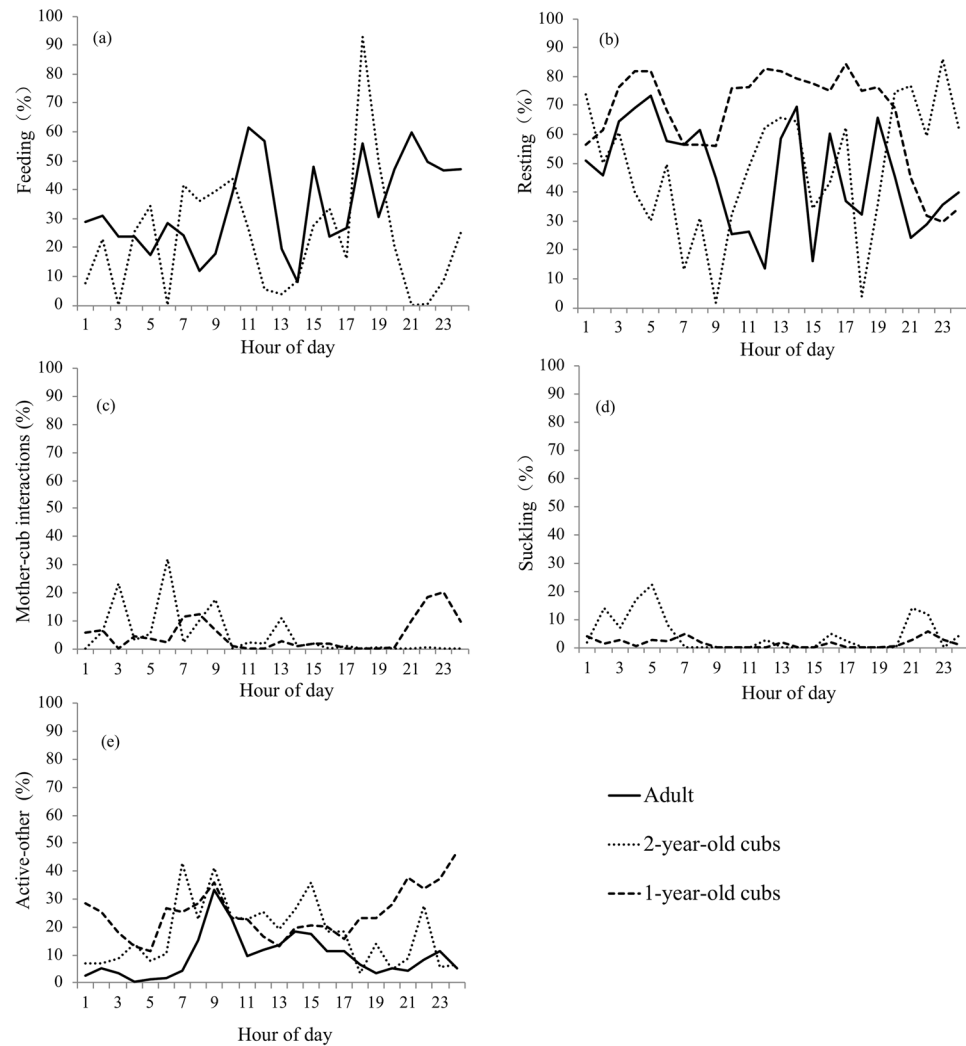 (a)
Feeding（%）
100
90
80
70
60
50
40
30
20
10
0
1 3 5 7 9 11 13 15 17 19 21 23
Hour of day
(b)
Resting（%）
100
90
80
70
60
50
40
30
20
10
0
1 3 5 7 9 11 13 15 17 19 21 23
Hour of day
(c)
Mother-cub interactions (%)
100
90
80
70
60
50
40
30
20
10
0
1 3 5 7 9 11 13 15 17 19 21 23
Hour of day
(d)
Suckling（%）
100
90
80
70
60
50
40
30
20
10
0
1 3 5 7 9 11 13 15 17 19 21 23
Hour of day
(e)
Active-other (%)
100
90
80
70
60
50
40
30
20
10
0
1 3 5 7 9 11 13 15 17 19 21 23
Hour of day
Adult
2-year-old cubs
1-year-old cubs